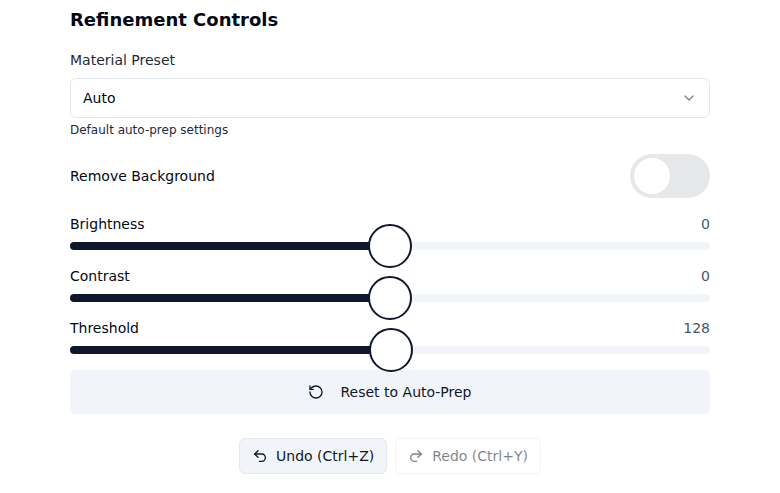 Refinement Controls
Material Preset
Auto
Default auto-prep settings
Remove Background
Brightness 0
Contrast 0
Threshold 128
Reset to Auto-Prep
Undo (Ctrl+Z) Redo (Ctrl+Y)